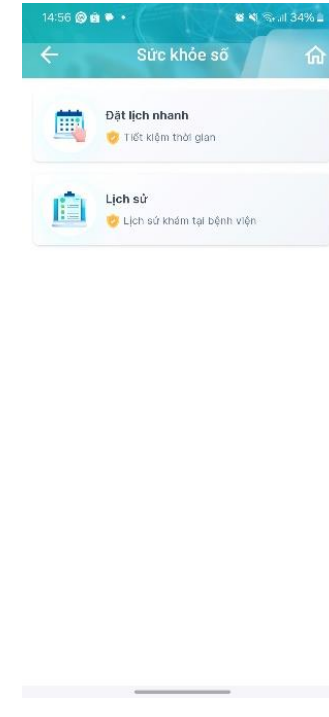 14:56 34%
Sức khỏe số
Đặt lịch nhanh
Tiết kiệm thời gian
Lịch sử
Lịch sử khám tại bệnh viện